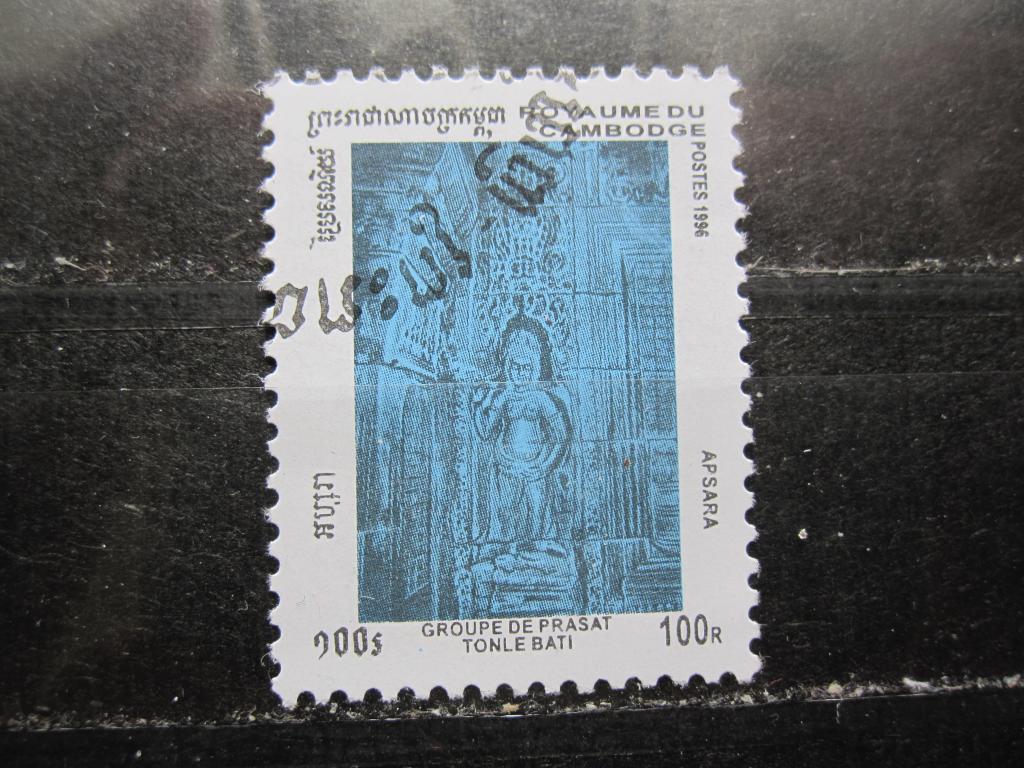 ព្រះរាជាណាចក្រកម្ពុជា
ROYAUME DU
CAMBODGE
ប្រៃសណីយ៍
POSTES 1996
អប្សរា
APSARA
GROUPE DE PRASAT
TONLE BATI
១០០រ
100R